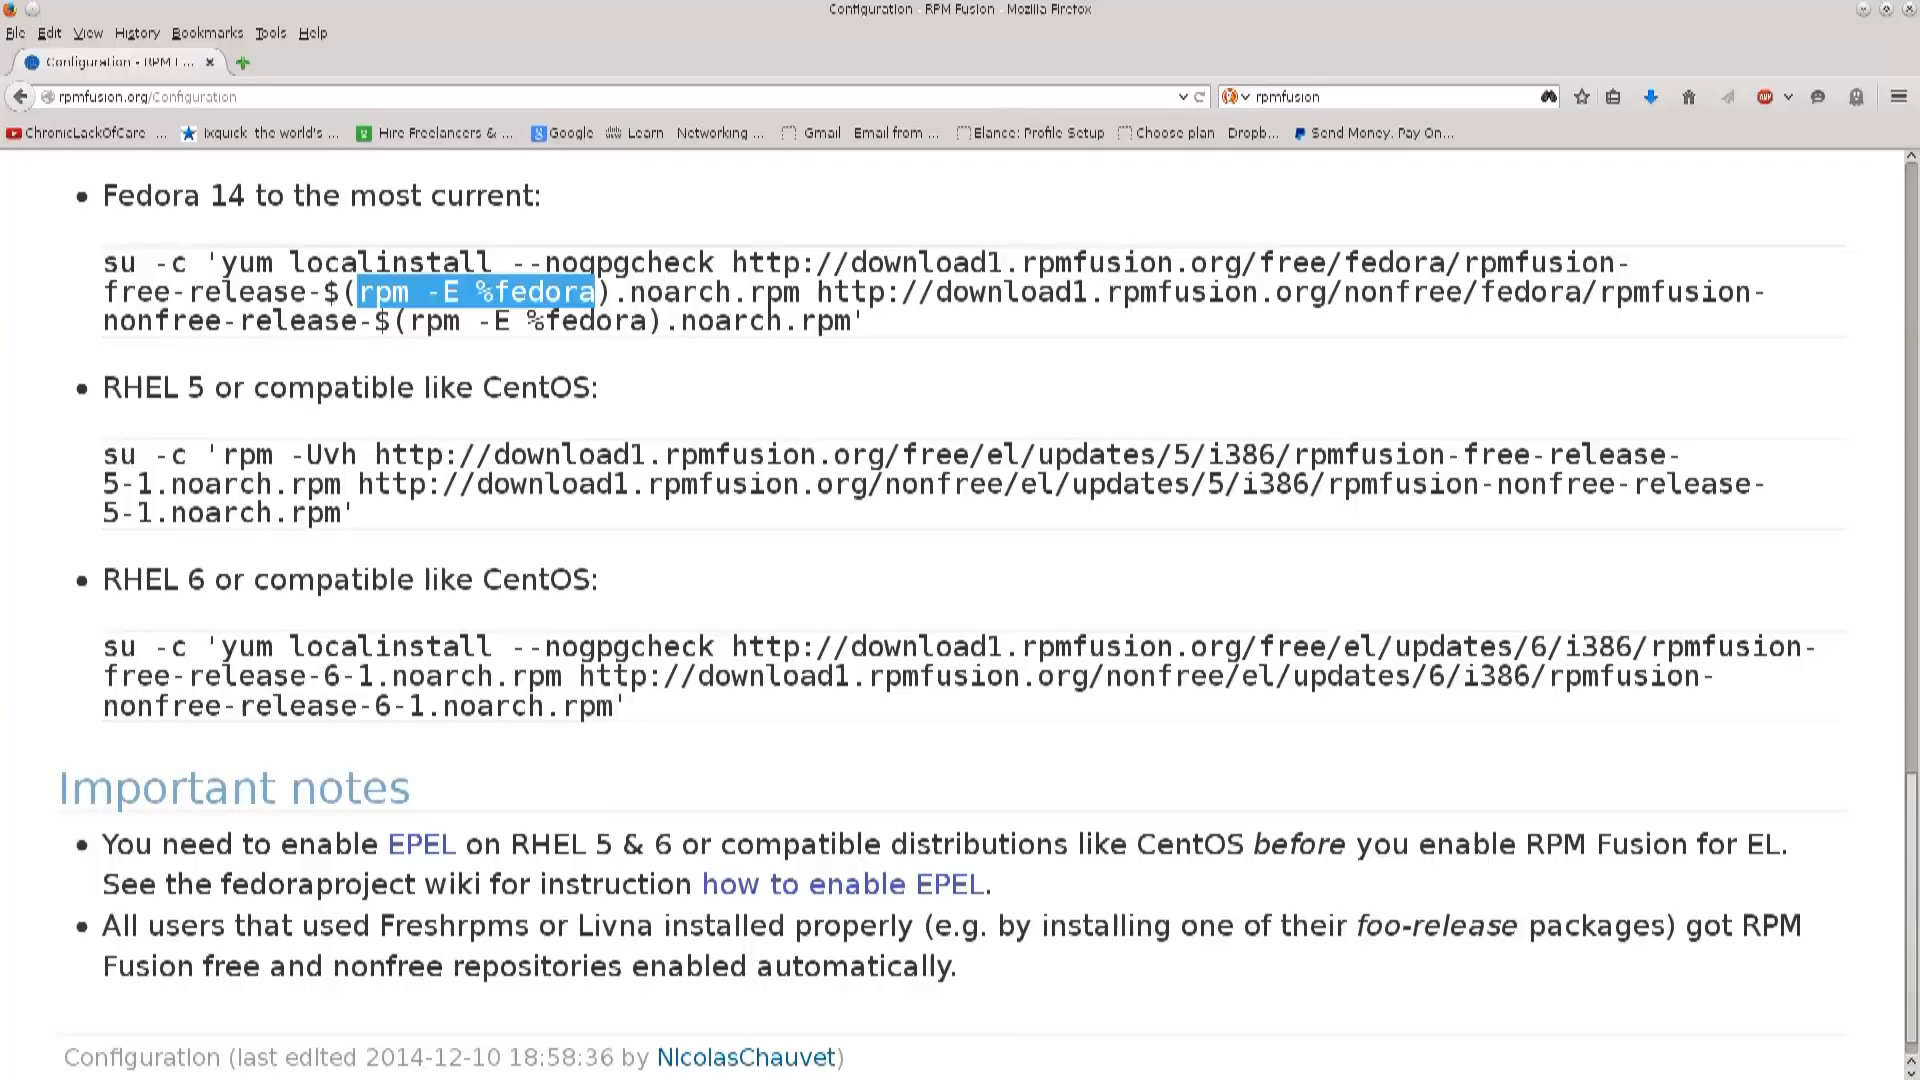 Configuration - RPM Fusion - Mozilla Firefox
File Edit View History Bookmarks Tools Help
Configuration - RPM F...
rpmfusion.org/Configuration
rpmfusion
ChronicLackOfCare ... Ixquick the world's ... Hire Freelancers & ... Google Learn Networking ... Gmail Email from ... Elance: Profile Setup Choose plan Dropb... Send Money, Pay On...
• Fedora 14 to the most current:
su -c 'yum localinstall --nogpgcheck http://download1.rpmfusion.org/free/fedora/rpmfusion-
free-release-$(rpm -E %fedora).noarch.rpm http://download1.rpmfusion.org/nonfree/fedora/rpmfusion-
nonfree-release-$(rpm -E %fedora).noarch.rpm'
• RHEL 5 or compatible like CentOS:
su -c 'rpm -Uvh http://download1.rpmfusion.org/free/el/updates/5/i386/rpmfusion-free-release-
5-1.noarch.rpm http://download1.rpmfusion.org/nonfree/el/updates/5/i386/rpmfusion-nonfree-release-
5-1.noarch.rpm'
• RHEL 6 or compatible like CentOS:
su -c 'yum localinstall --nogpgcheck http://download1.rpmfusion.org/free/el/updates/6/i386/rpmfusion-
free-release-6-1.noarch.rpm http://download1.rpmfusion.org/nonfree/el/updates/6/i386/rpmfusion-
nonfree-release-6-1.noarch.rpm'
Important notes
• You need to enable EPEL on RHEL 5 & 6 or compatible distributions like CentOS before you enable RPM Fusion for EL.
See the fedoraproject wiki for instruction how to enable EPEL.
• All users that used Freshrpms or Livna installed properly (e.g. by installing one of their foo-release packages) got RPM
Fusion free and nonfree repositories enabled automatically.
Configuration (last edited 2014-12-10 18:58:36 by NicolasChauvet)